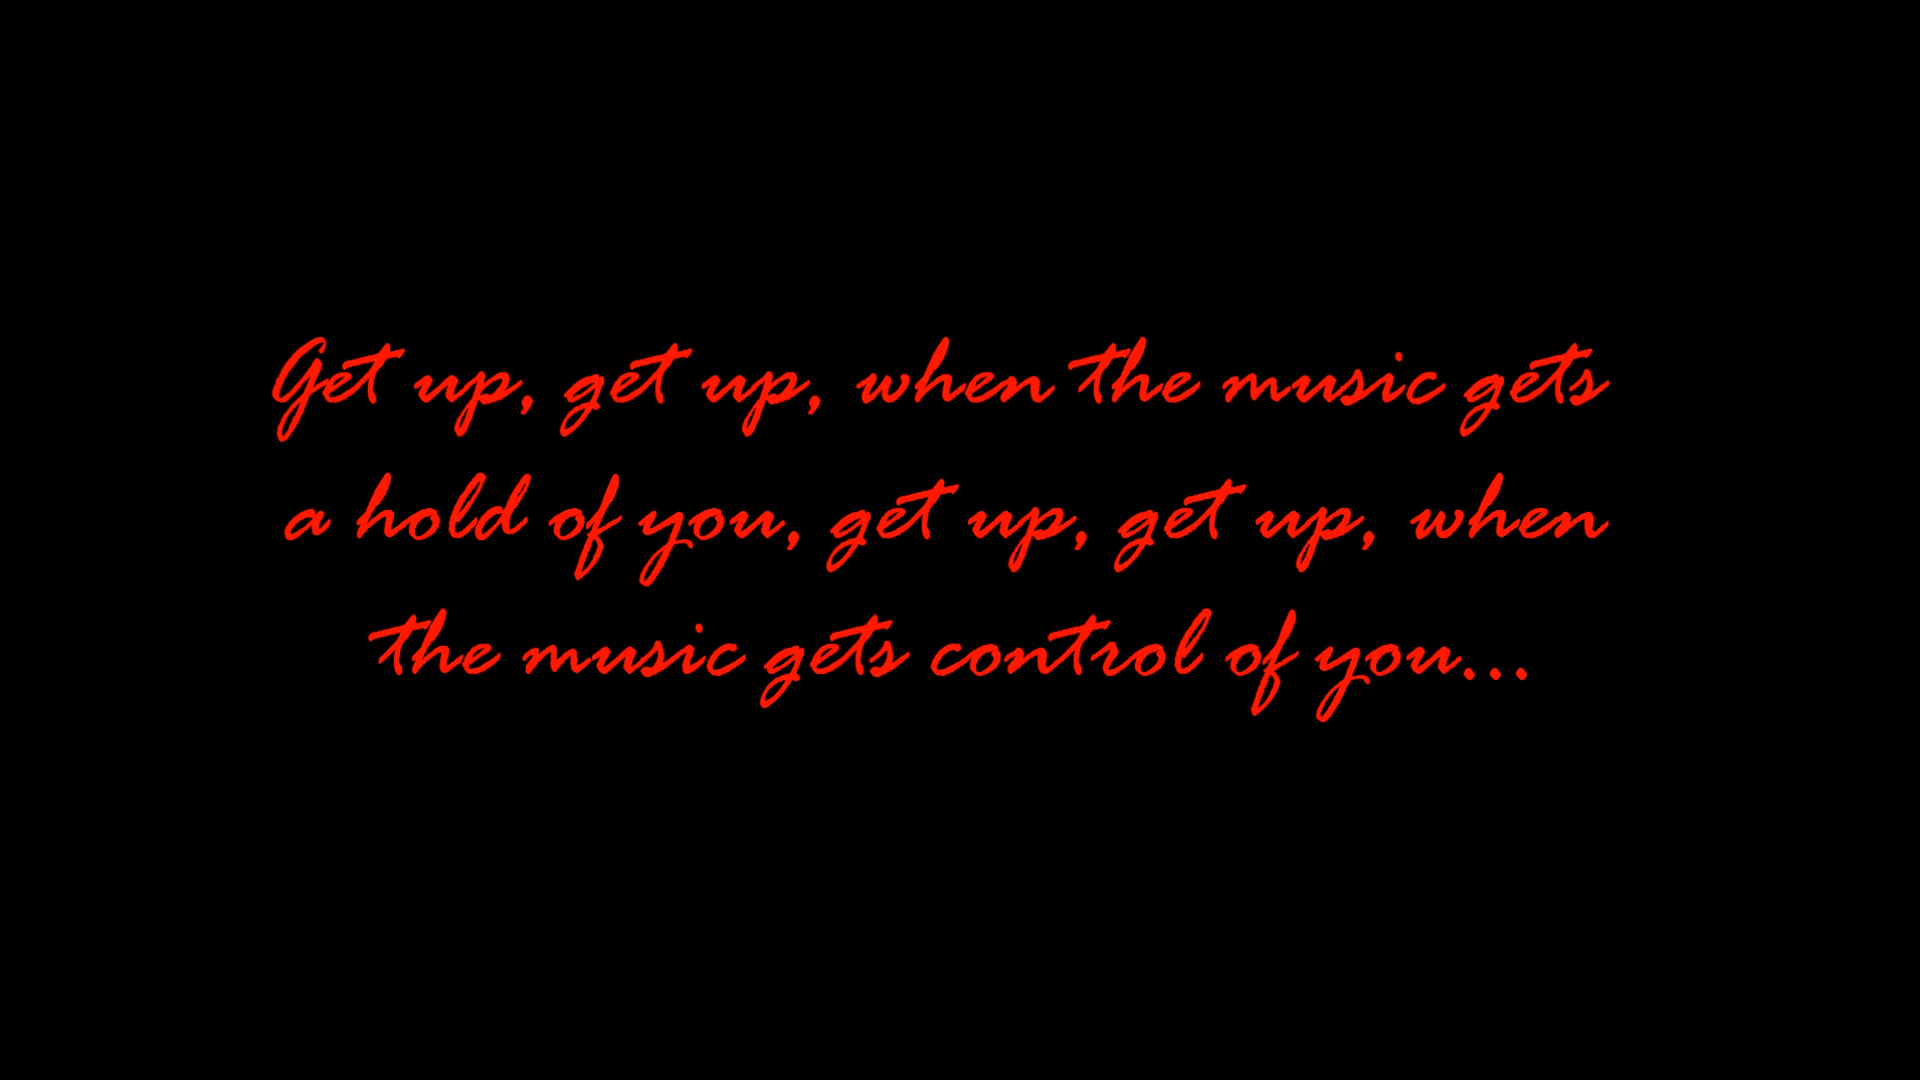 Get up, get up, when the music gets
a hold of you, get up, get up, when
the music gets control of you...